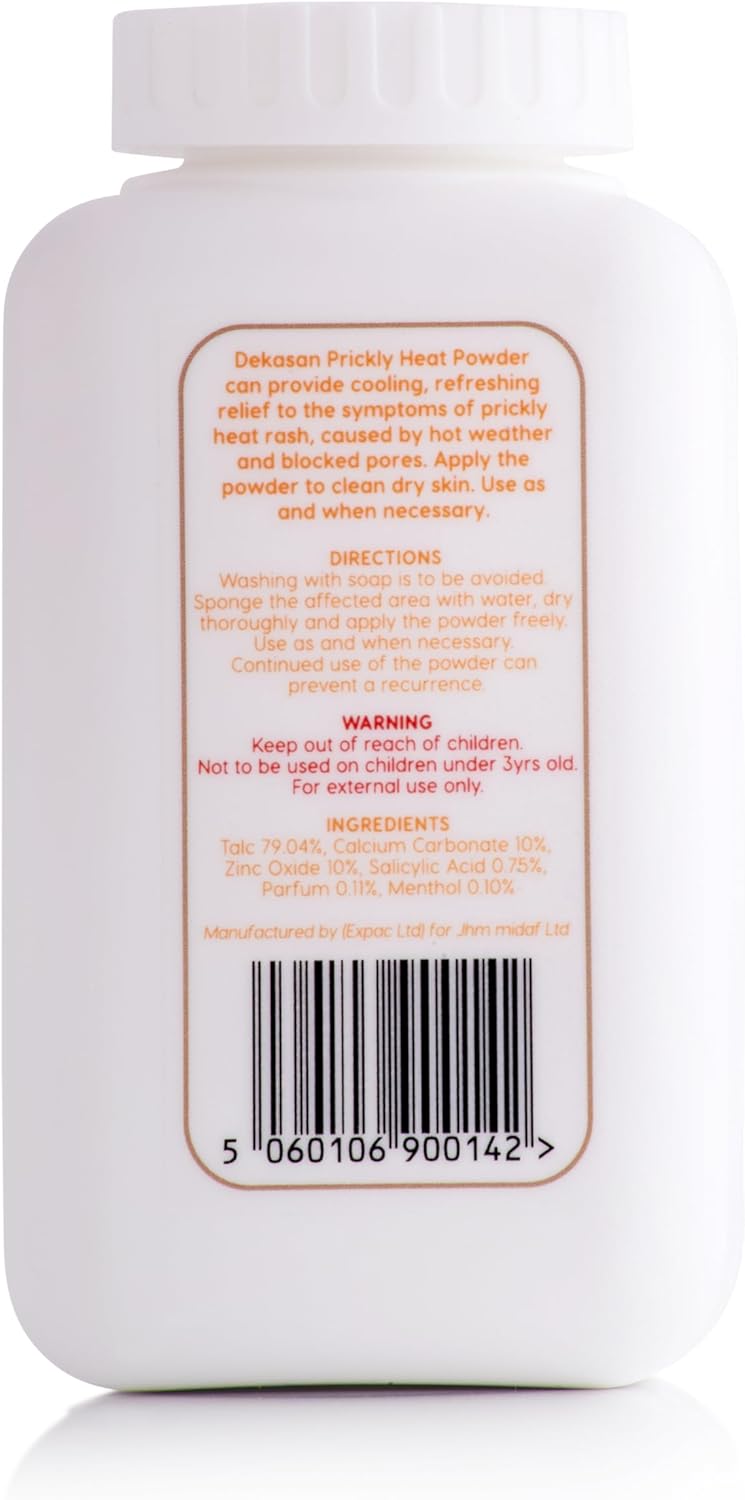 Dekasan Prickly Heat Powder
can provide cooling, refreshing
relief to the symptoms of prickly
heat rash, caused by hot weather
and blocked pores. Apply the
powder to clean dry skin. Use as
and when necessary.
DIRECTIONS
Washing with soap is to be avoided.
Sponge the affected area with water, dry
thoroughly and apply the powder freely.
Use as and when necessary.
Continued use of the powder can
prevent a recurrence.
WARNING
Keep out of reach of children.
Not to be used on children under 3yrs old.
For external use only.
INGREDIENTS
Talc 79.04%, Calcium Carbonate 10%,
Zinc Oxide 10%, Salicylic Acid 0.75%,
Parfum 0.11%, Menthol 0.10%
Manufactured by (Expac Ltd) for Jhm midaf Ltd
5 060106 900142 >